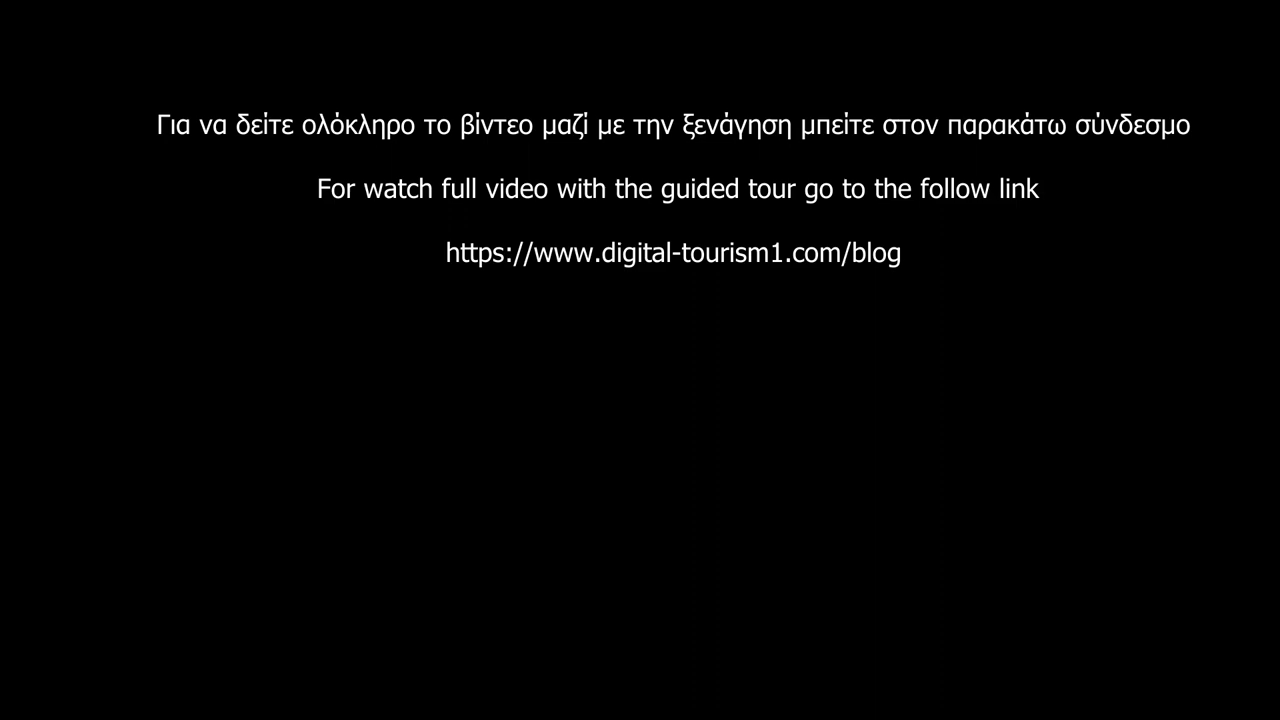 Για να δείτε ολόκληρο το βίντεο μαζί με την ξενάγηση μπείτε στον παρακάτω σύνδεσμο
For watch full video with the guided tour go to the follow link
https://www.digital-tourism1.com/blog